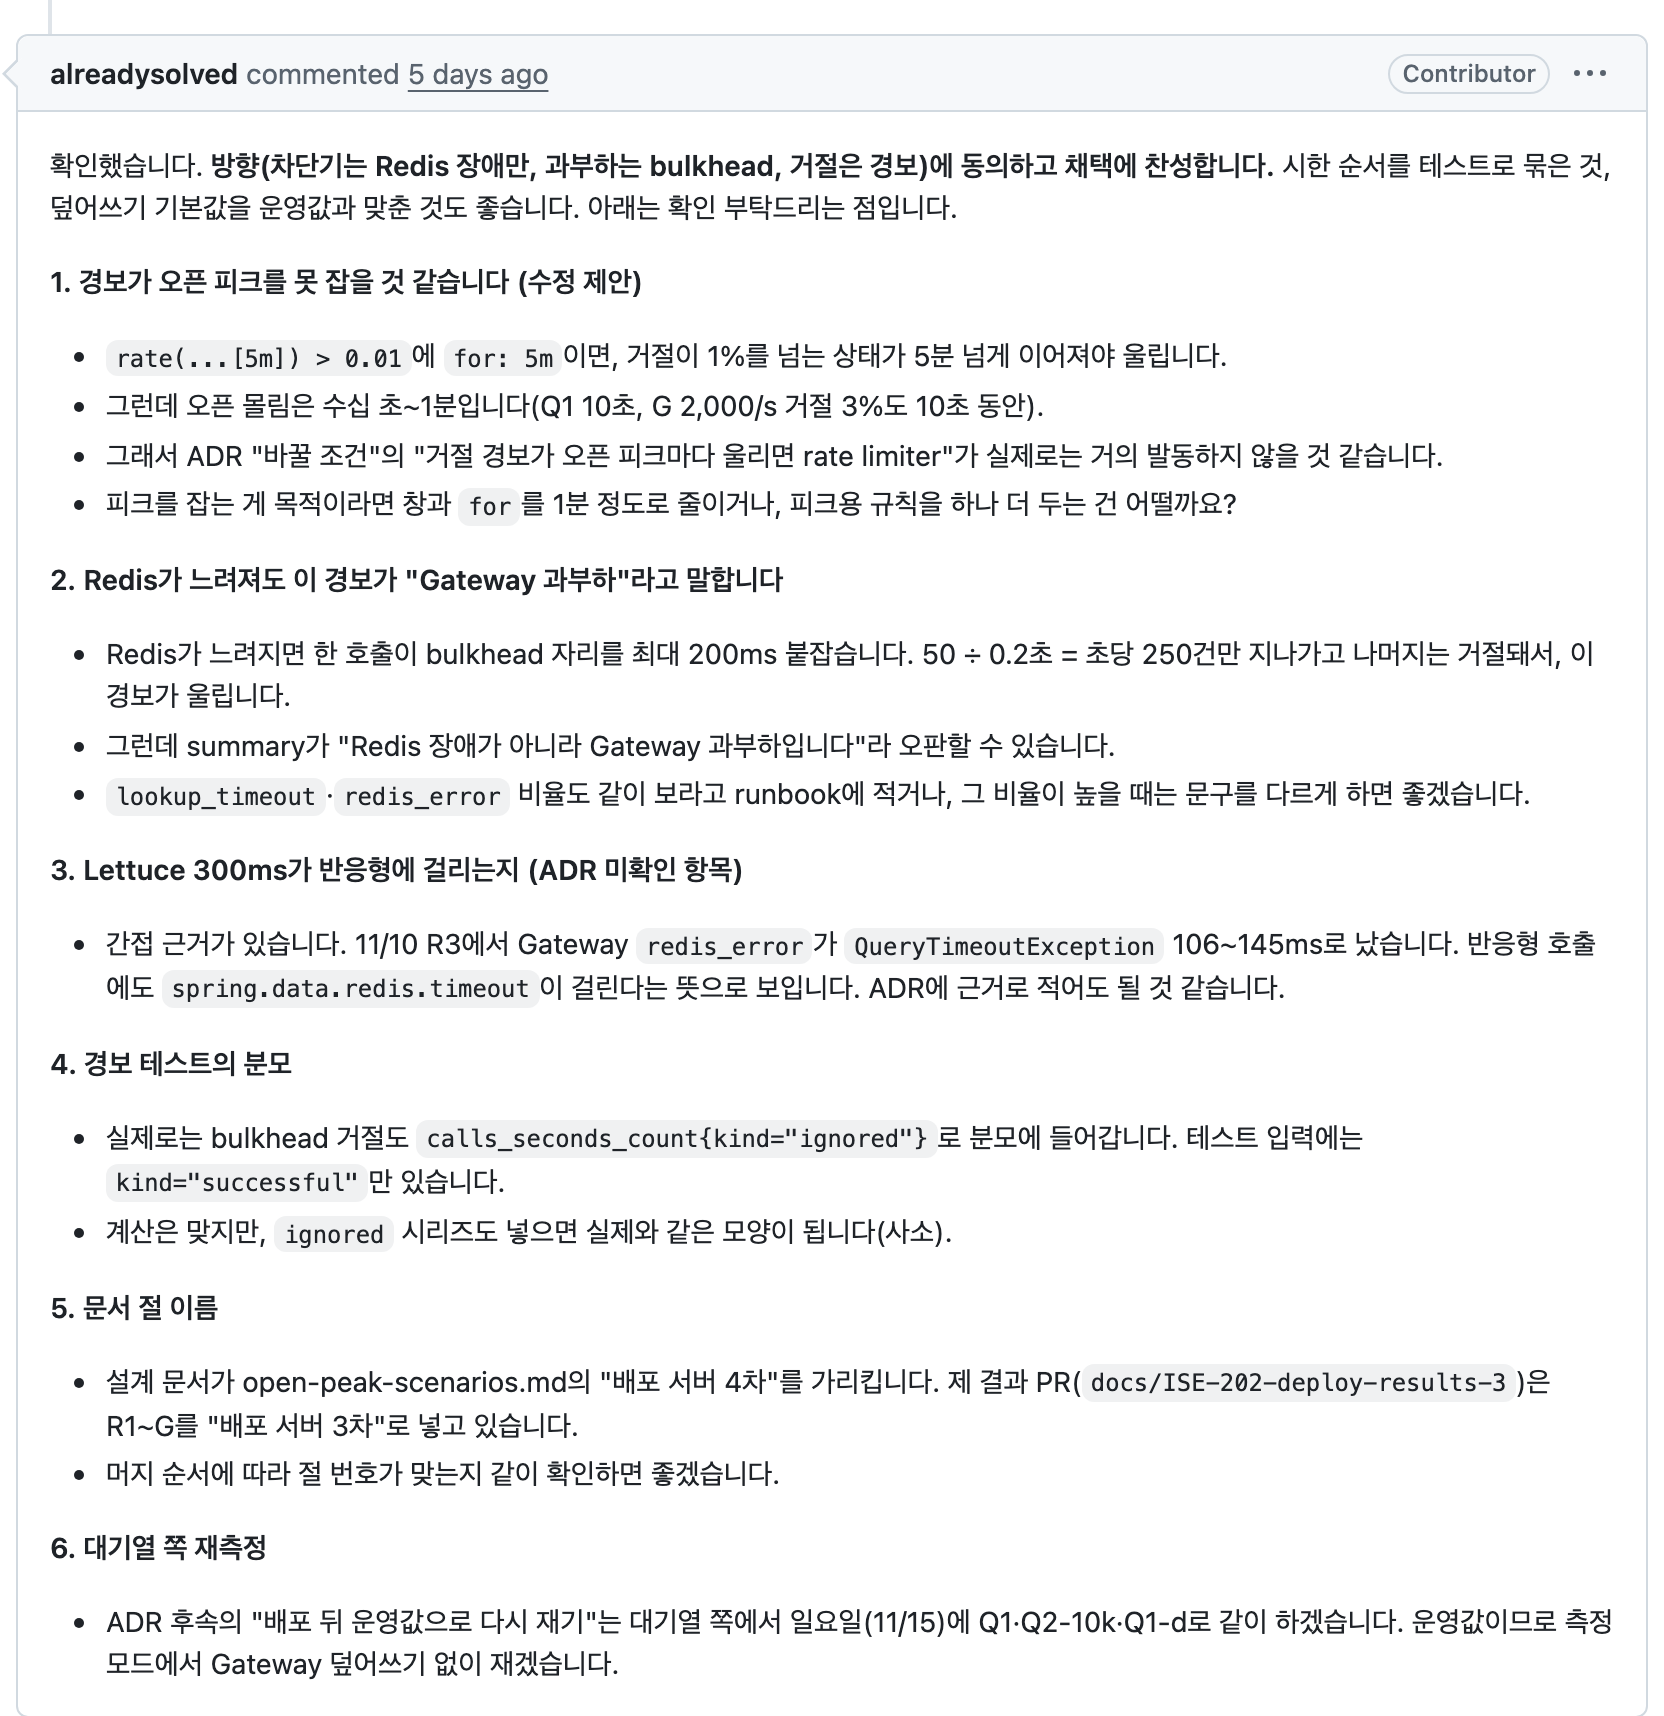 alreadysolved commented 5 days ago
Contributor
확인했습니다. 방향(차단기는 Redis 장애만, 과부하는 bulkhead, 거절은 경보)에 동의하고 채택에 찬성합니다. 시한 순서를 테스트로 묶은 것,
덮어쓰기 기본값을 운영값과 맞춘 것도 좋습니다. 아래는 확인 부탁드리는 점입니다.
1. 경보가 오픈 피크를 못 잡을 것 같습니다 (수정 제안)
• rate(...[5m]) > 0.01에 for: 5m이면, 거절이 1%를 넘는 상태가 5분 넘게 이어져야 울립니다.
• 그런데 오픈 몰림은 수십 초~1분입니다(Q1 10초, G 2,000/s 거절 3%도 10초 동안).
• 그래서 ADR "바꿀 조건"의 "거절 경보가 오픈 피크마다 울리면 rate limiter"가 실제로는 거의 발동하지 않을 것 같습니다.
• 피크를 잡는 게 목적이라면 창과 for를 1분 정도로 줄이거나, 피크용 규칙을 하나 더 두는 건 어떨까요?
2. Redis가 느려져도 이 경보가 "Gateway 과부하"라고 말합니다
• Redis가 느려지면 한 호출이 bulkhead 자리를 최대 200ms 붙잡습니다. 50 ÷ 0.2초 = 초당 250건만 지나가고 나머지는 거절돼서, 이
경보가 울립니다.
• 그런데 summary가 "Redis 장애가 아니라 Gateway 과부하입니다"라 오판할 수 있습니다.
• lookup_timeout·redis_error 비율도 같이 보라고 runbook에 적거나, 그 비율이 높을 때는 문구를 다르게 하면 좋겠습니다.
3. Lettuce 300ms가 반응형에 걸리는지 (ADR 미확인 항목)
• 간접 근거가 있습니다. 11/10 R3에서 Gateway redis_error가 QueryTimeoutException 106~145ms로 났습니다. 반응형 호출
에도 spring.data.redis.timeout이 걸린다는 뜻으로 보입니다. ADR에 근거로 적어도 될 것 같습니다.
4. 경보 테스트의 분모
• 실제로는 bulkhead 거절도 calls_seconds_count{kind="ignored"}로 분모에 들어갑니다. 테스트 입력에는
kind="successful"만 있습니다.
• 계산은 맞지만, ignored 시리즈도 넣으면 실제와 같은 모양이 됩니다(사소).
5. 문서 절 이름
• 설계 문서가 open-peak-scenarios.md의 "배포 서버 4차"를 가리킵니다. 제 결과 PR(docs/ISE-202-deploy-results-3)은
R1~G를 "배포 서버 3차"로 넣고 있습니다.
• 머지 순서에 따라 절 번호가 맞는지 같이 확인하면 좋겠습니다.
6. 대기열 쪽 재측정
• ADR 후속의 "배포 뒤 운영값으로 다시 재기"는 대기열 쪽에서 일요일(11/15)에 Q1·Q2-10k·Q1-d로 같이 하겠습니다. 운영값이므로 측정
모드에서 Gateway 덮어쓰기 없이 재겠습니다.